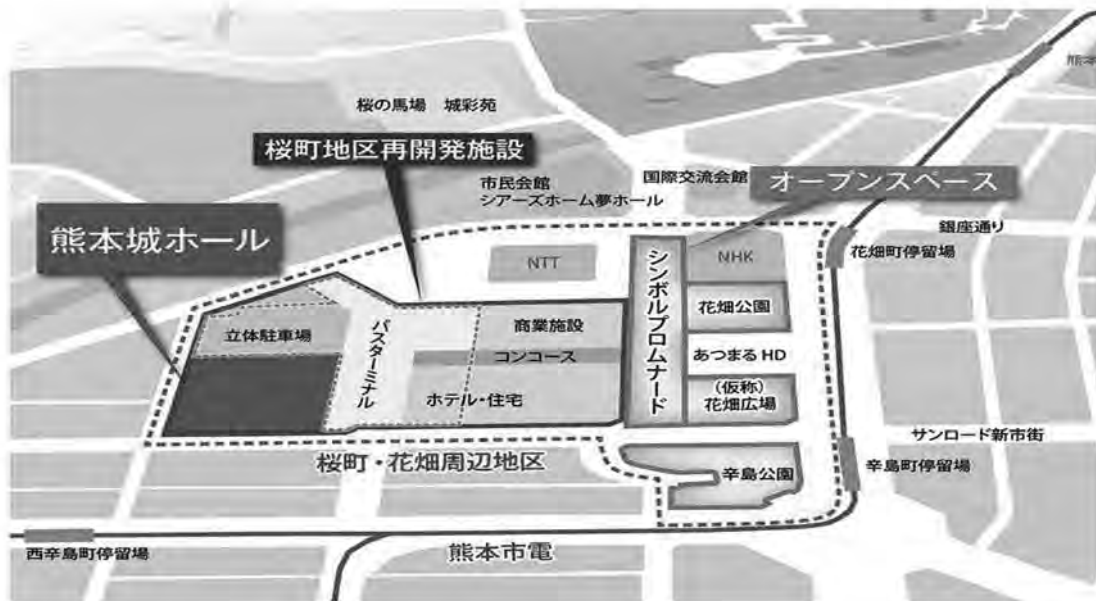 熊本
桜の馬場 城彩苑
桜町地区再開発施設
市民会館
シアーズホーム夢ホール
国際交流会館
オープンスペース
熊本城ホール
銀座通り
花畑町停留場
NTT
シンボルプロムナード
NHK
花畑公園
立体駐車場
バスターミナル
商業施設
コンコース
あつまるHD
ホテル・住宅
(仮称)
花畑広場
サンロード新市街
桜町・花畑周辺地区
辛島公園
辛島町停留場
西辛島町停留場
熊本市電